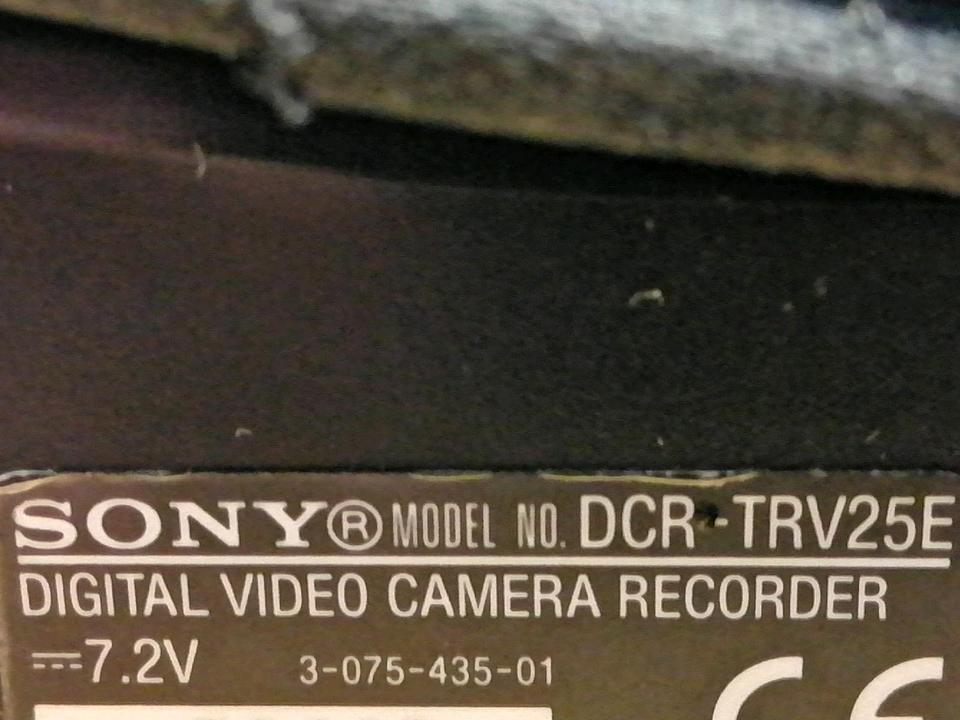 SONY® MODEL NO. DCR-TRV25E
DIGITAL VIDEO CAMERA RECORDER
⎓7.2V 3-075-435-01 CE